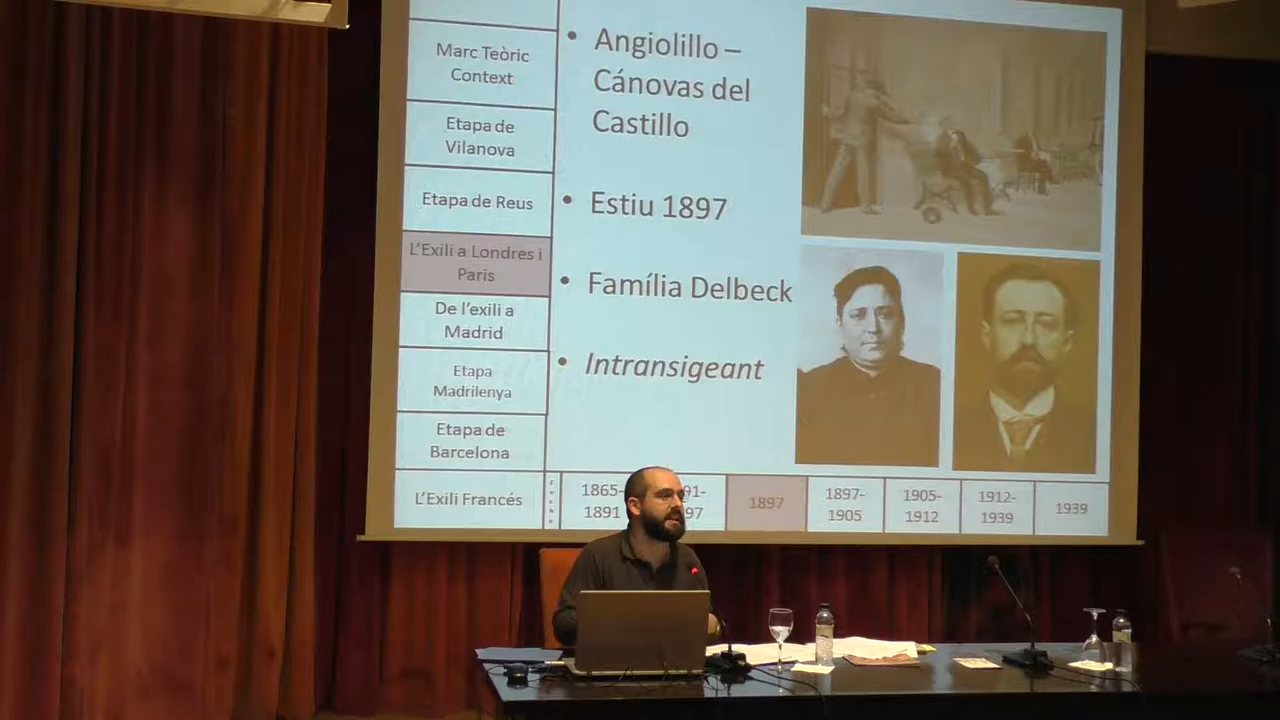 Marc Teòric
Context
Etapa de
Vilanova
Etapa de Reus
L'Exili a Londres i
Paris
De l'exili a
Madrid
Etapa
Madrilenya
Etapa de
Barcelona
L'Exili Francés
• Angiolillo –
Cánovas del
Castillo
• Estiu 1897
• Família Delbeck
• Intransigeant
1865-
1891
91-
97
1897
1897-
1905
1905-
1912
1912-
1939
1939